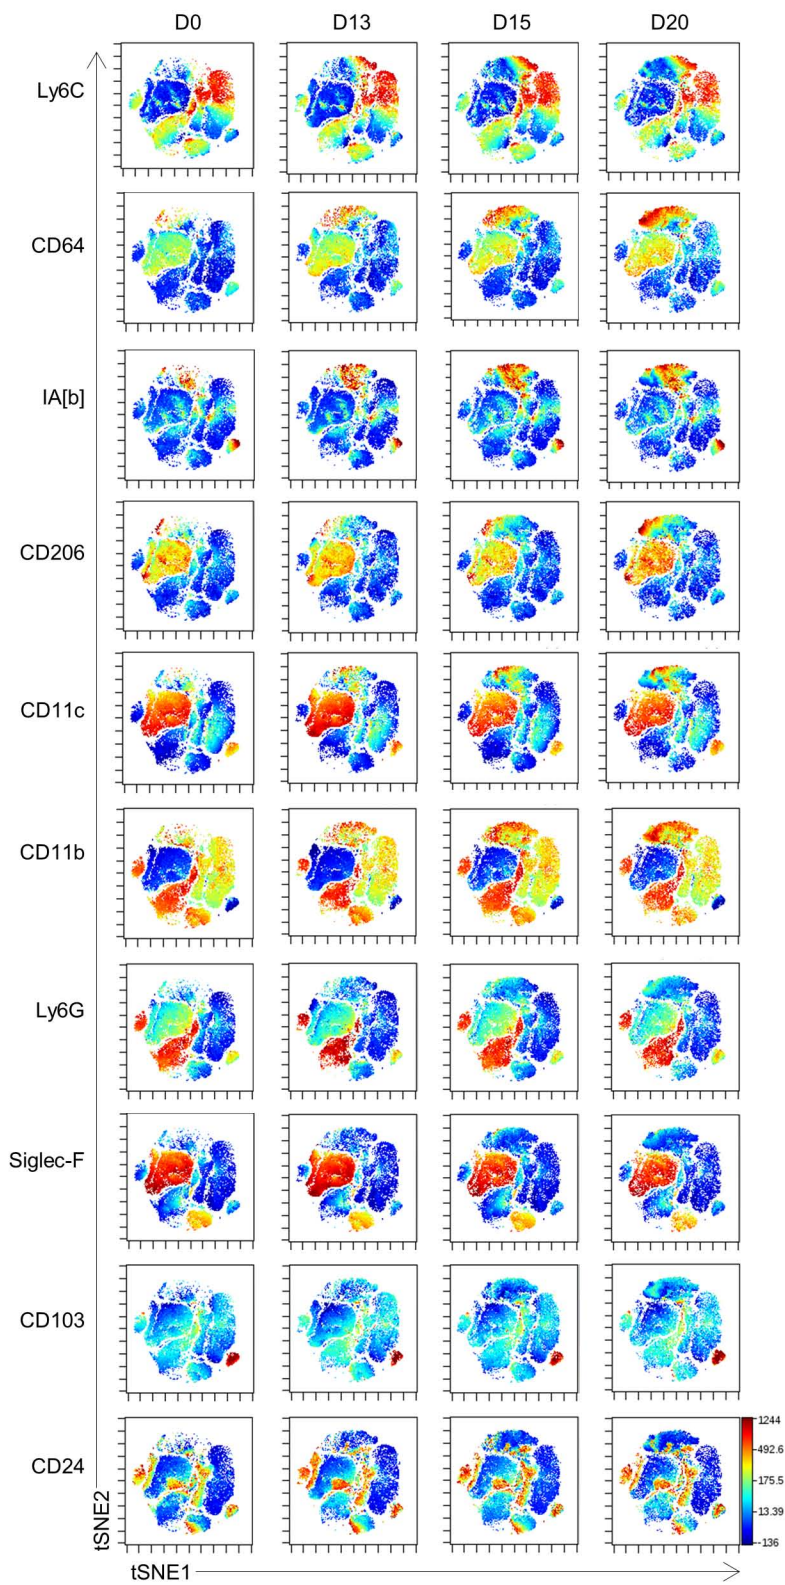 D0 D13 D15 D20
Ly6C
CD64
IA[b]
CD206
CD11c
CD11b
Ly6G
Siglec-F
CD103
CD24
1244
492.6
175.5
13.39
-136
tSNE2
tSNE1